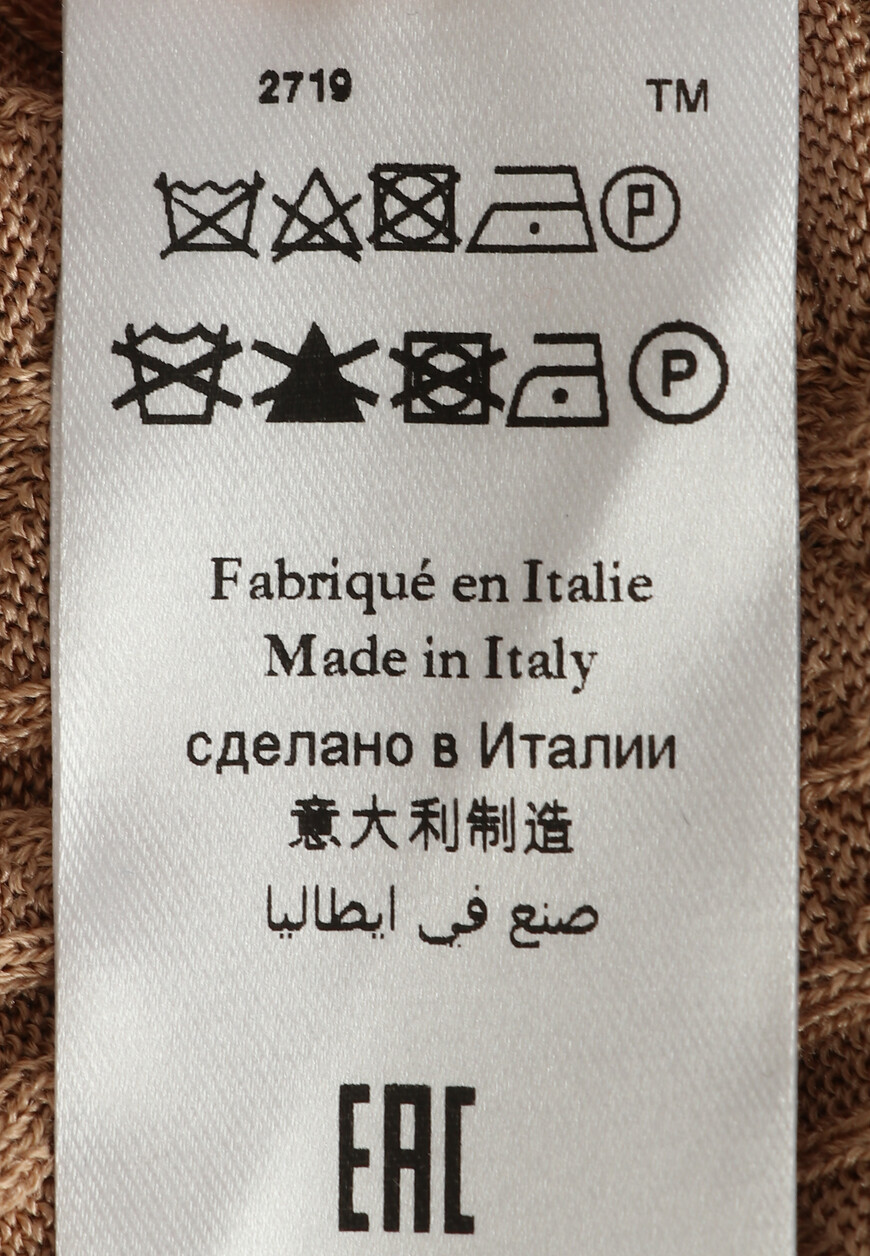 2719 TM
P
P
Fabriqué en Italie
Made in Italy
сделано в Италии
意大利制造
صنع في ايطاليا
EAC